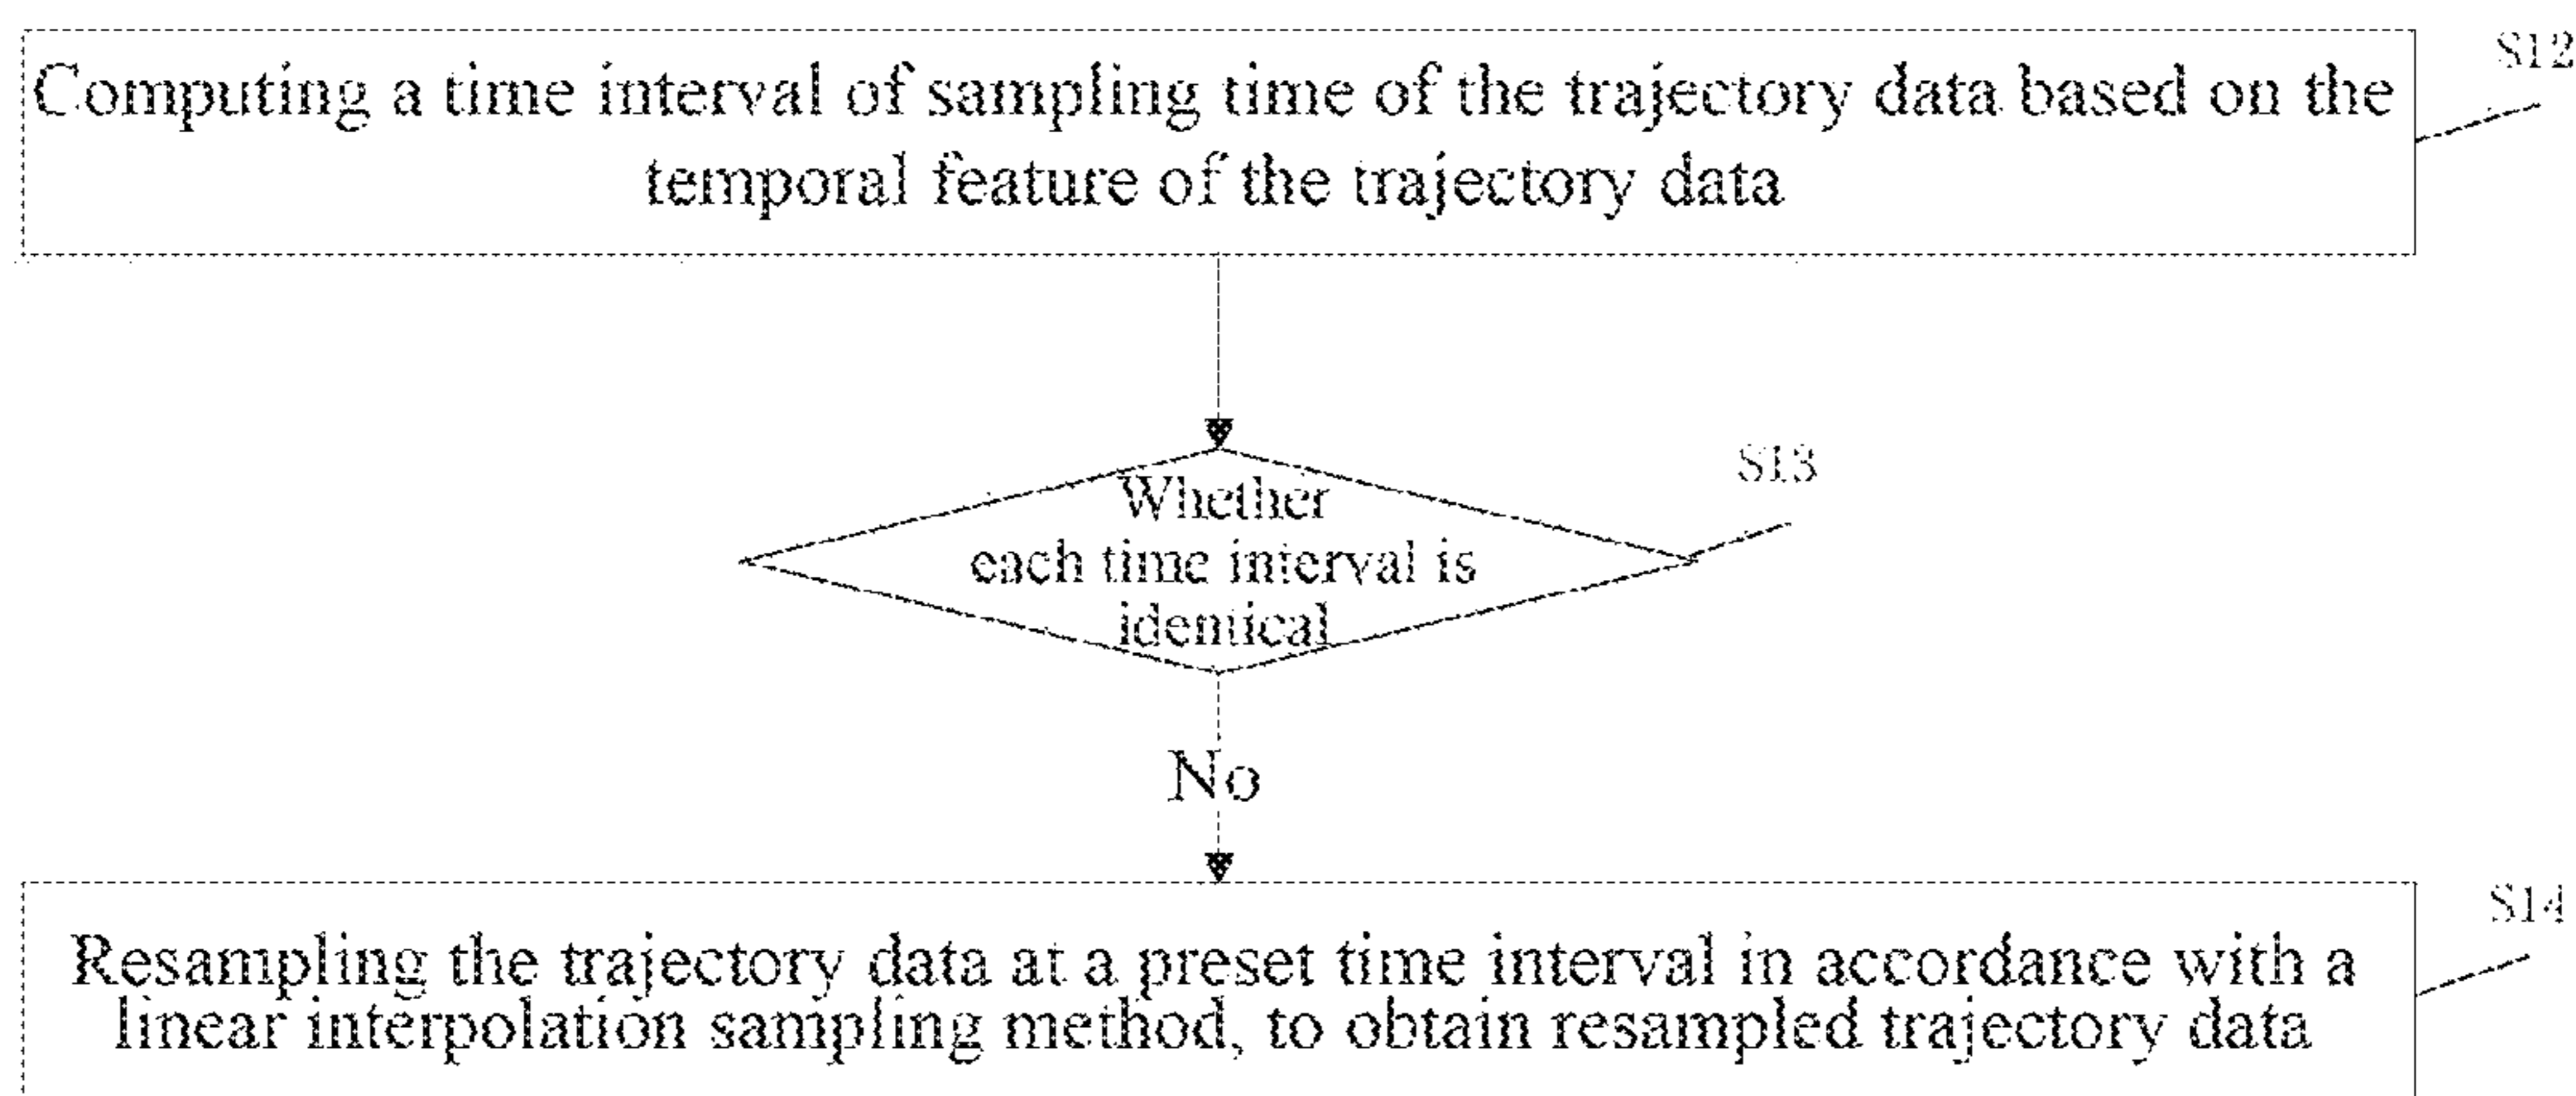 S12
Computing a time interval of sampling time of the trajectory data based on the
temporal feature of the trajectory data
S13
Whether
each time interval is
identical
No
S14
Resampling the trajectory data at a preset time interval in accordance with a
linear interpolation sampling method, to obtain resampled trajectory data